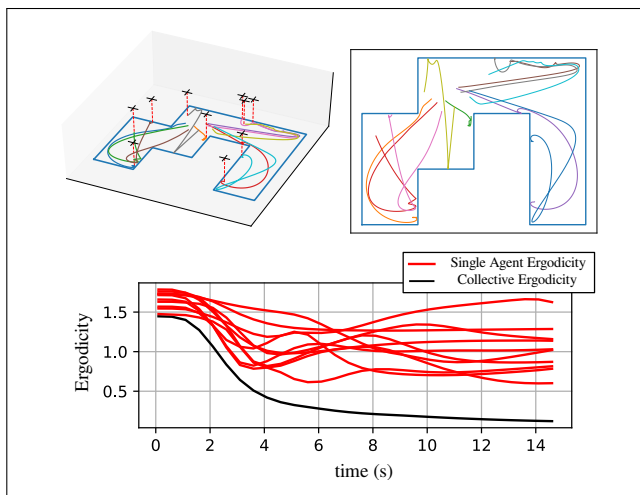 Single Agent Ergodicity
Collective Ergodicity
Ergodicity
1.5
1.0
0.5
0 2 4 6 8 10 12 14
time (s)